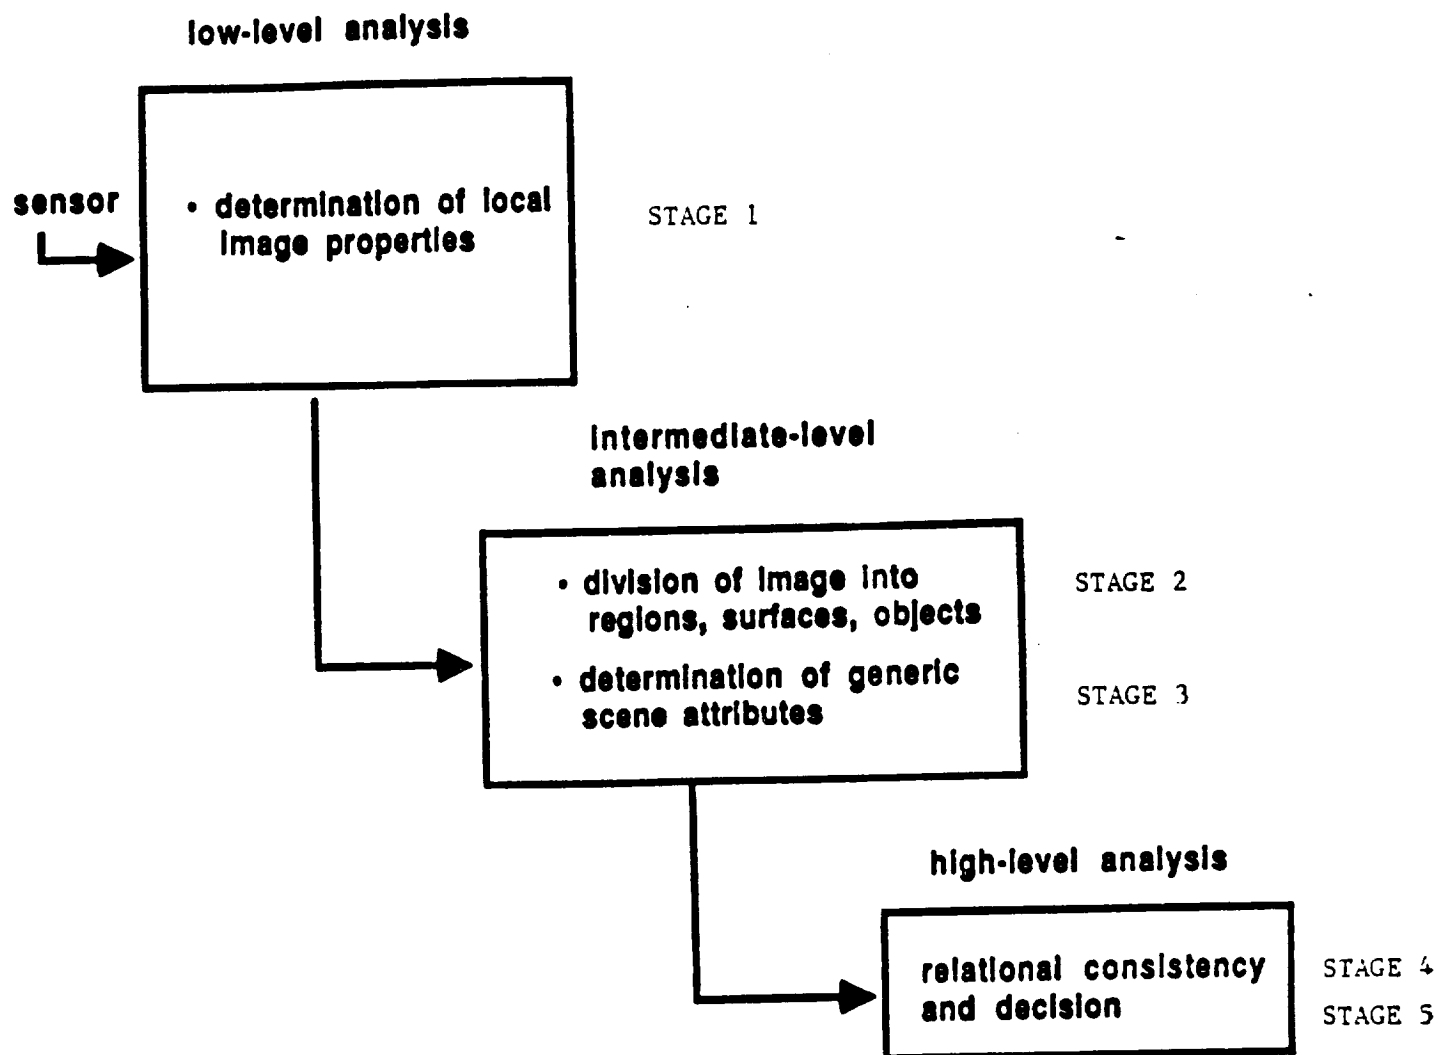 low-level analysis
sensor
• determination of local
image properties
STAGE 1
intermediate-level
analysis
• division of image into
regions, surfaces, objects
STAGE 2
• determination of generic
scene attributes
STAGE 3
high-level analysis
relational consistency
and decision
STAGE 4
STAGE 5